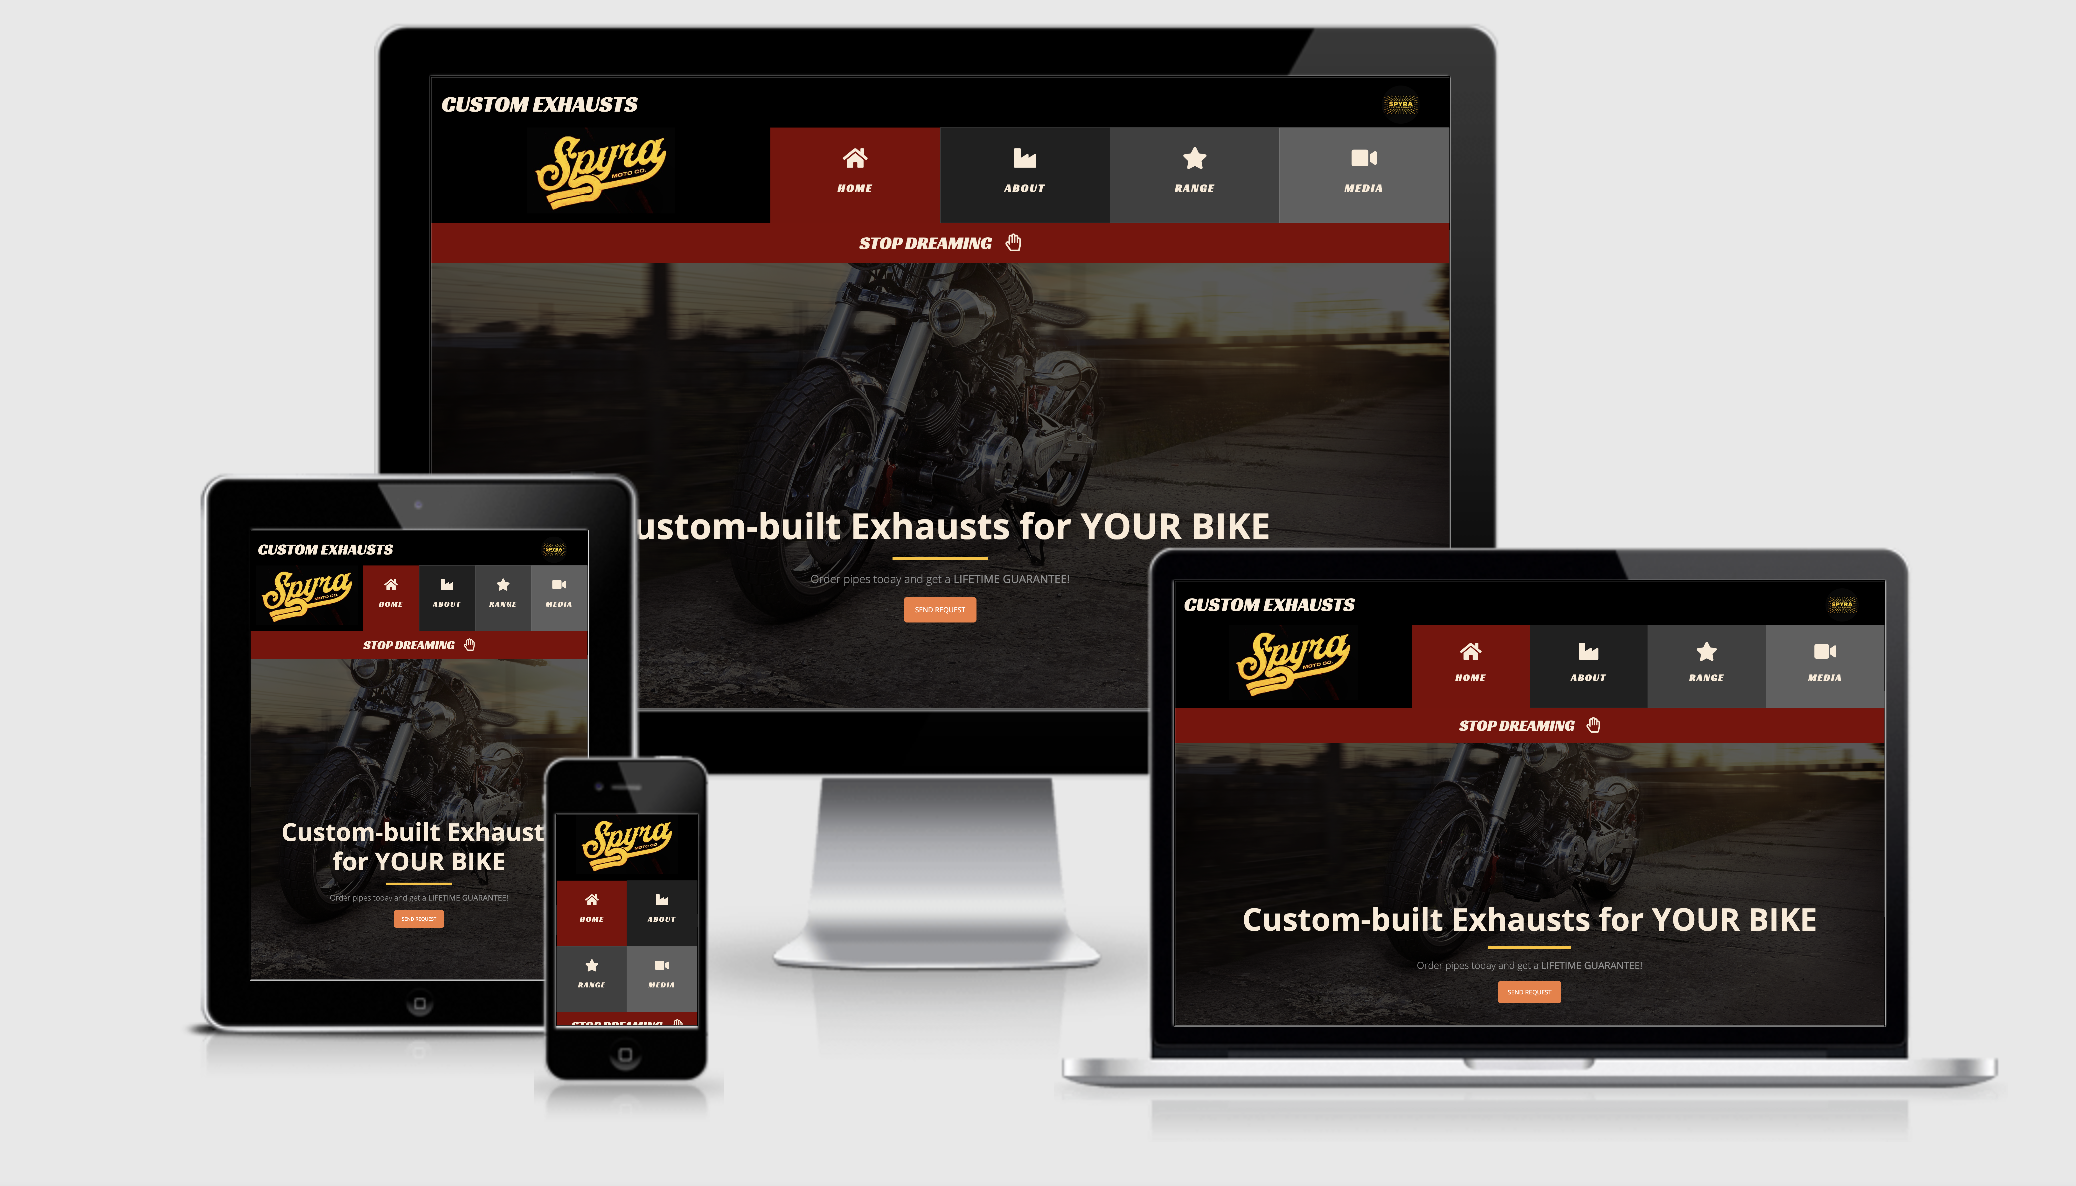 CUSTOM EXHAUSTS
SPYRA
Spyra
MOTO CO.
HOME
ABOUT
RANGE
MEDIA
STOP DREAMING
ustom-built Exhausts for YOUR BIKE
Order pipes today and get a LIFETIME GUARANTEE!
SEND REQUEST
CUSTOM EXHAUSTS
SPYRA
Spyra
MOTO CO.
HOME
ABOUT
RANGE
MEDIA
STOP DREAMING
Custom-built Exhaust
for YOUR BIKE
Order pipes today and get a LIFETIME GUARANTEE!
SEND REQUEST
Spyra
MOTO CO.
HOME
ABOUT
RANGE
MEDIA
STOP DREAMING
CUSTOM EXHAUSTS
SPYRA
Spyra
MOTO CO.
HOME
ABOUT
RANGE
MEDIA
STOP DREAMING
Custom-built Exhausts for YOUR BIKE
Order pipes today and get a LIFETIME GUARANTEE!
SEND REQUEST